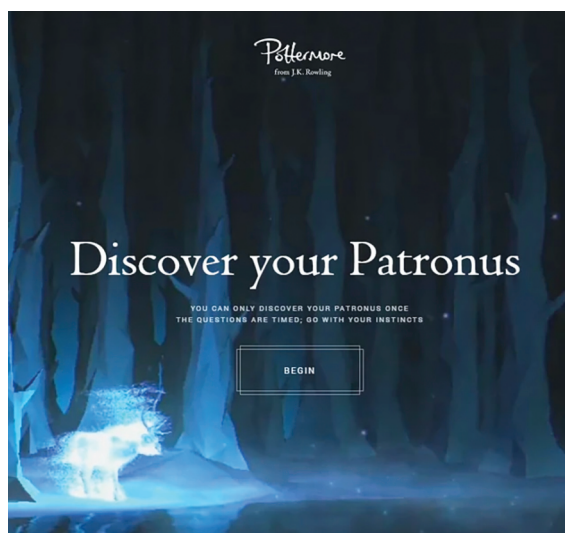 Pottermore
from J.K. Rowling
Discover your Patronus
YOU CAN ONLY DISCOVER YOUR PATRONUS ONCE
THE QUESTIONS ARE TIMED; GO WITH YOUR INSTINCTS
BEGIN